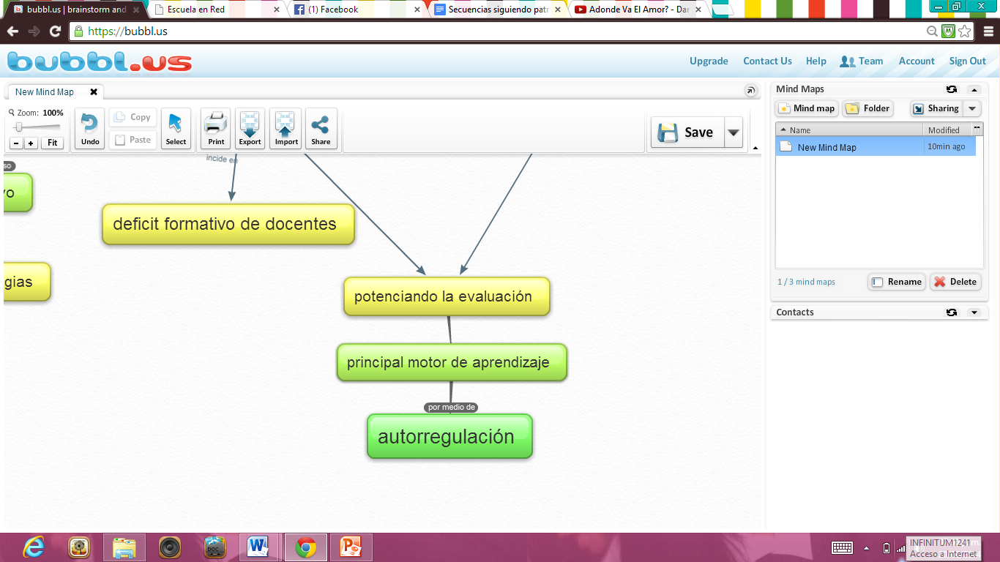 bubbl.us | brainstorm and
Escuela en Red
(1) Facebook
Secuencias siguiendo patr
Adonde Va El Amor? - Dar
https://bubbl.us
bubbl.us
Upgrade
Contact Us
Help
Team
Account
Sign Out
New Mind Map
Zoom: 100%
Fit
Undo
Copy
Paste
Select
Print
Export
Import
Share
Save
Mind Maps
Mind map
Folder
Sharing
Name
Modified
New Mind Map
10min ago
1 / 3 mind maps
Rename
Delete
Contacts
incide en
so
vo
deficit formativo de docentes
gias
potenciando la evaluación
principal motor de aprendizaje
por medio de
autorregulación
DOC
INFINITUM1241
Acceso a Internet